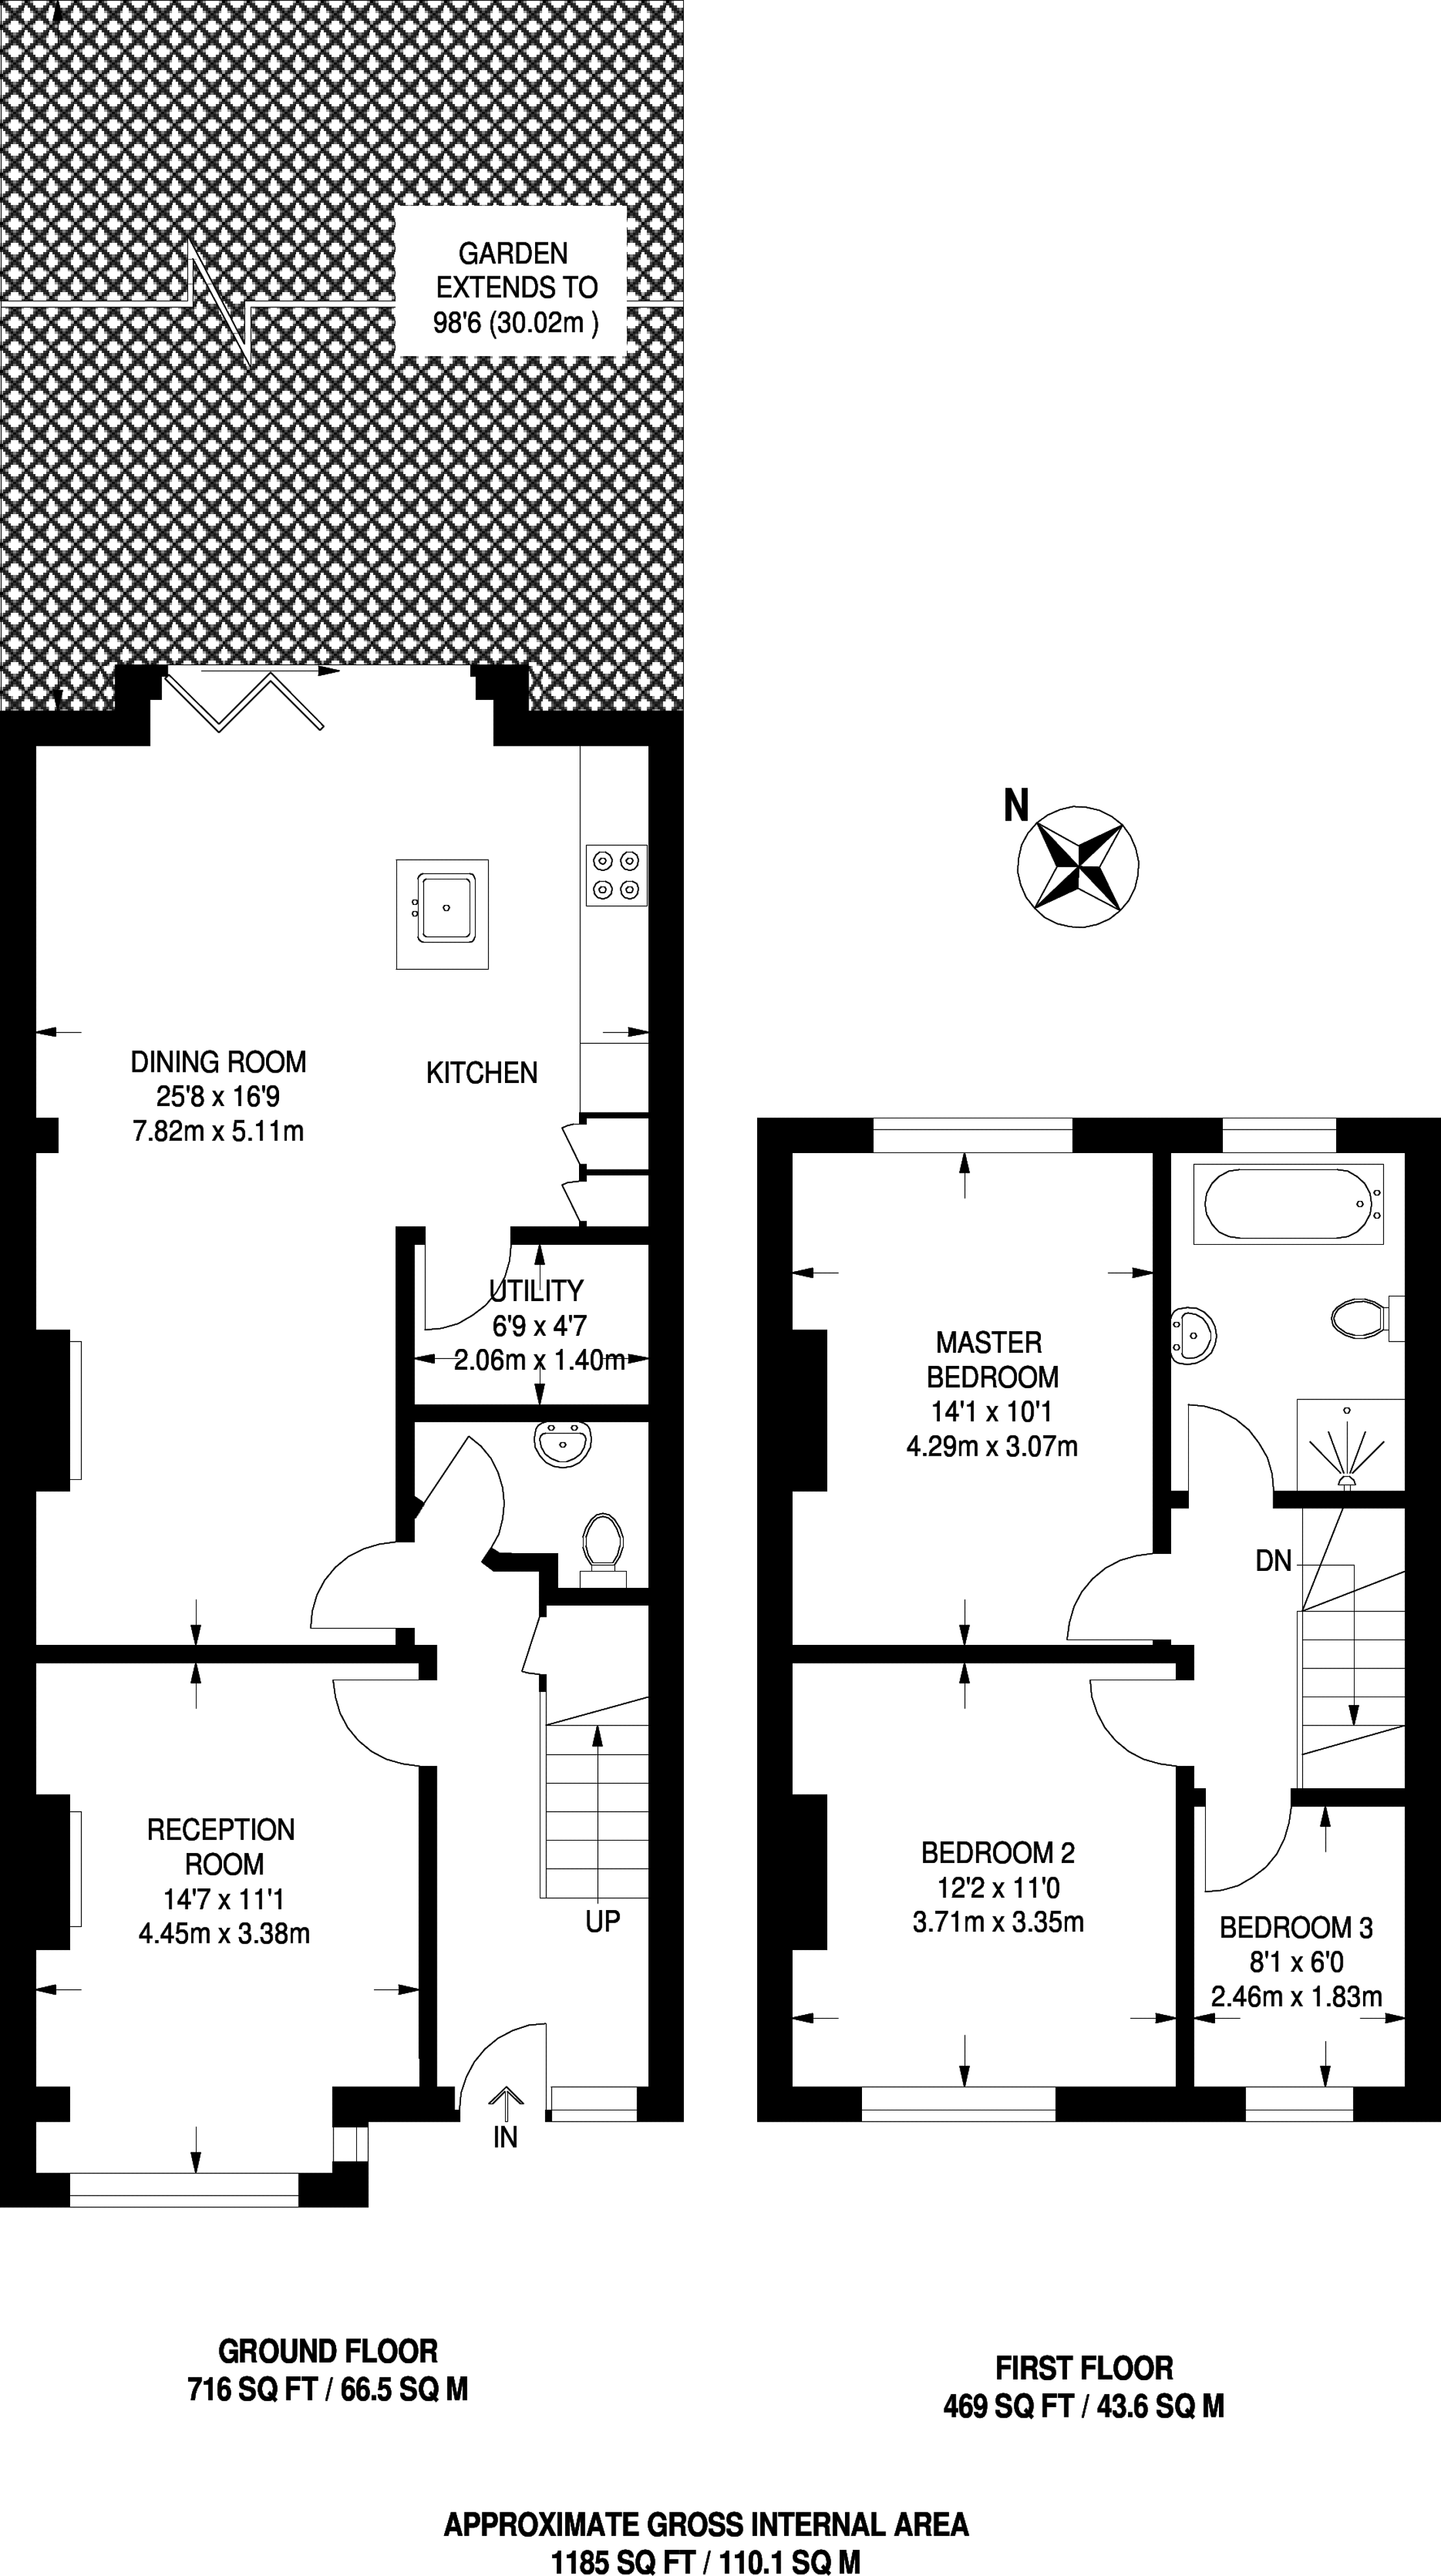 GARDEN
EXTENDS TO
98'6 (30.02m )
N
DINING ROOM
25'8 x 16'9
7.82m x 5.11m
KITCHEN
UTILITY
6'9 x 4'7
2.06m x 1.40m
MASTER
BEDROOM
14'1 x 10'1
4.29m x 3.07m
DN
RECEPTION
ROOM
14'7 x 11'1
4.45m x 3.38m
UP
BEDROOM 2
12'2 x 11'0
3.71m x 3.35m
BEDROOM 3
8'1 x 6'0
2.46m x 1.83m
IN
GROUND FLOOR
716 SQ FT / 66.5 SQ M
FIRST FLOOR
469 SQ FT / 43.6 SQ M
APPROXIMATE GROSS INTERNAL AREA
1185 SQ FT / 110.1 SQ M